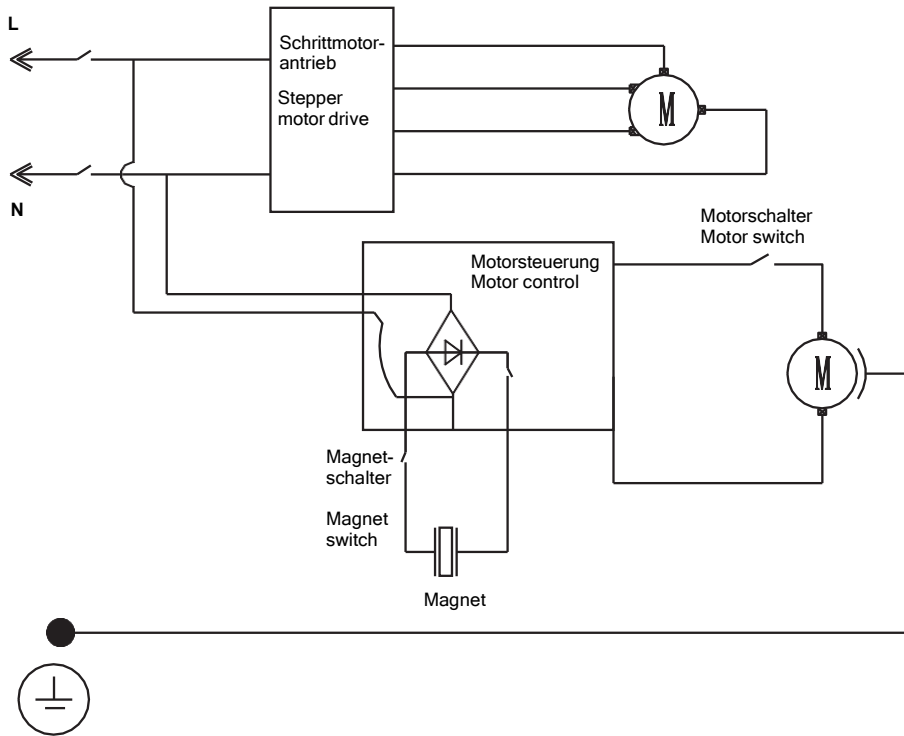 L
Schrittmotor-
antrieb
Stepper
motor drive
M
N
Motorschalter
Motor switch
Motorsteuerung
Motor control
M
Magnet-
schalter
Magnet
switch
Magnet